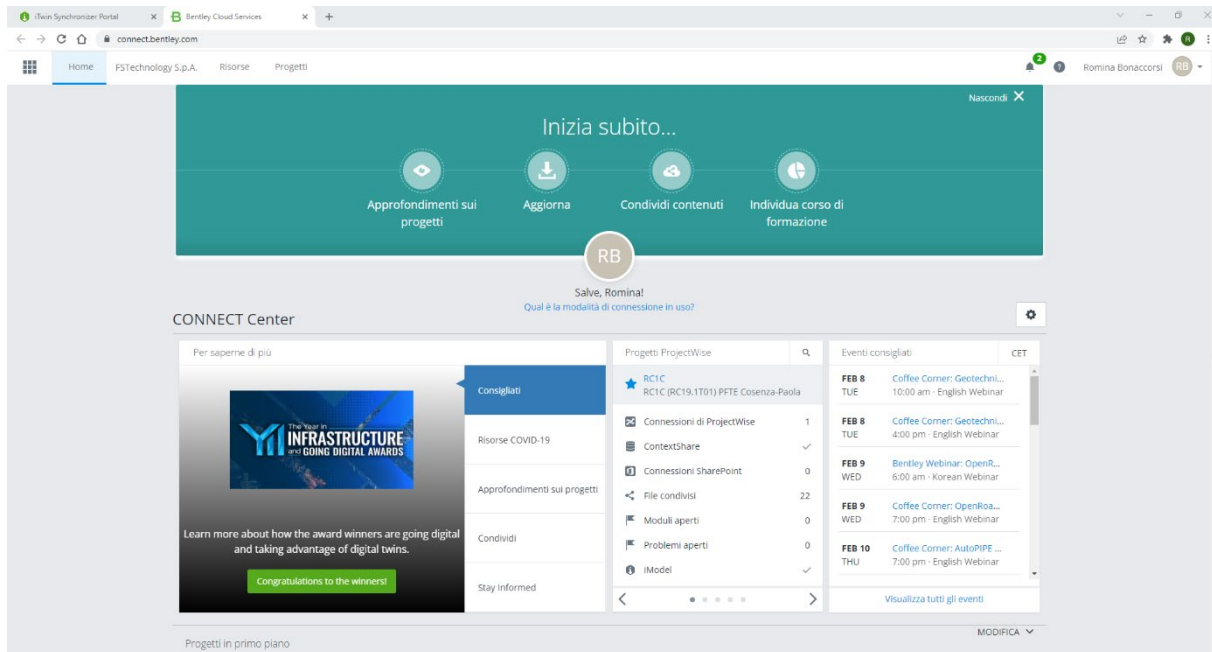 iTwin Synchronizer Portal
Bentley Cloud Services
connect.bentley.com
R
Home FSTechnology S.p.A. Risorse Progetti
2
Romina Bonaccorsi RB
Nascondi
Inizia subito...
Approfondimenti sui progetti
Aggiorna
Condividi contenuti
Individua corso di formazione
RB
Salve, Romina!
Qual è la modalità di connessione in uso?
CONNECT Center
Per saperne di più
The Year in
INFRASTRUCTURE
and GOING DIGITAL AWARDS
Learn more about how the award winners are going digital
and taking advantage of digital twins.
Congratulations to the winners!
Consigliati
Risorse COVID-19
Approfondimenti sui progetti
Condividi
Stay Informed
Progetti ProjectWise
RC1C
RC1C (RC19.1T01) PFTE Cosenza-Paola
Connessioni di ProjectWise 1
ContextShare
Connessioni SharePoint 0
File condivisi 22
Moduli aperti 0
Problemi aperti 0
iModel
Eventi consigliati CET
FEB 8 Coffee Corner: Geotechni...
TUE 10:00 am - English Webinar
FEB 8 Coffee Corner: Geotechni...
TUE 4:00 pm - English Webinar
FEB 9 Bentley Webinar: OpenR...
WED 6:00 am - Korean Webinar
FEB 9 Coffee Corner: OpenRoa...
WED 7:00 pm - English Webinar
FEB 10 Coffee Corner: AutoPIPE ...
THU 7:00 pm - English Webinar
Visualizza tutti gli eventi
MODIFICA
Progetti in primo piano